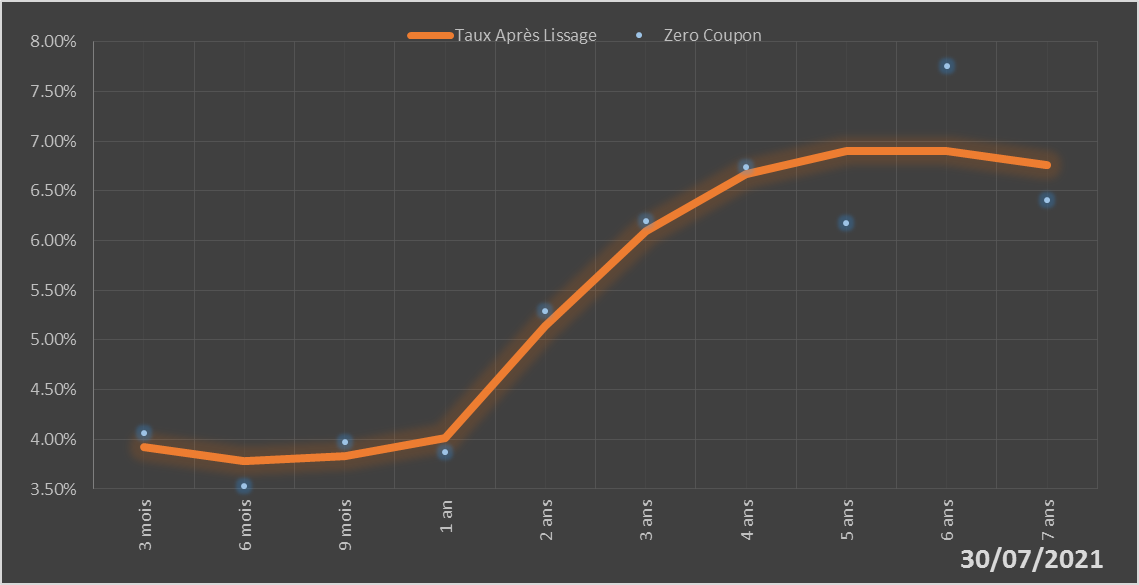 Taux Après Lissage
Zero Coupon
8.00%
7.50%
7.00%
6.50%
6.00%
5.50%
5.00%
4.50%
4.00%
3.50%
3 mois
6 mois
9 mois
1 an
2 ans
3 ans
4 ans
5 ans
6 ans
7 ans
30/07/2021